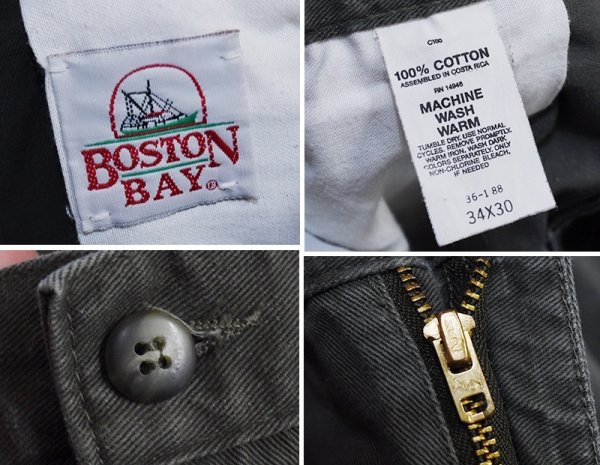 BOSTON
BAY®
C100
100% COTTON
ASSEMBLED IN COSTA RICA
RN 14946
MACHINE
WASH
WARM
TUMBLE DRY. USE NORMAL
CYCLES. REMOVE PROMPTLY.
WARM IRON. WASH DARK
COLORS SEPARATELY. ONLY
NON-CHLORINE BLEACH,
IF NEEDED
36-1 88
34X30